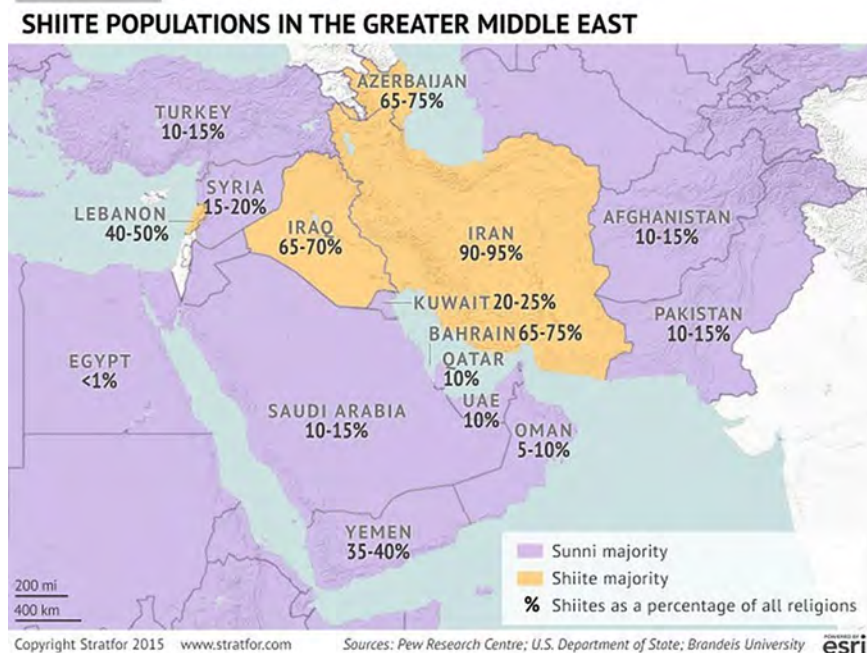 SHIITE POPULATIONS IN THE GREATER MIDDLE EAST
AZERBAIJAN
65-75%
TURKEY
10-15%
SYRIA
15-20%
LEBANON
40-50%
IRAQ
65-70%
IRAN
90-95%
AFGHANISTAN
10-15%
KUWAIT 20-25%
PAKISTAN
10-15%
BAHRAIN 65-75%
QATAR
10%
EGYPT
<1%
UAE
10%
SAUDI ARABIA
10-15%
OMAN
5-10%
YEMEN
35-40%
Sunni majority
Shiite majority
% Shiites as a percentage of all religions
200 mi
400 km
Copyright Stratfor 2015 www.stratfor.com Sources: Pew Research Centre; U.S. Department of State; Brandeis University
POWERED BY
esri